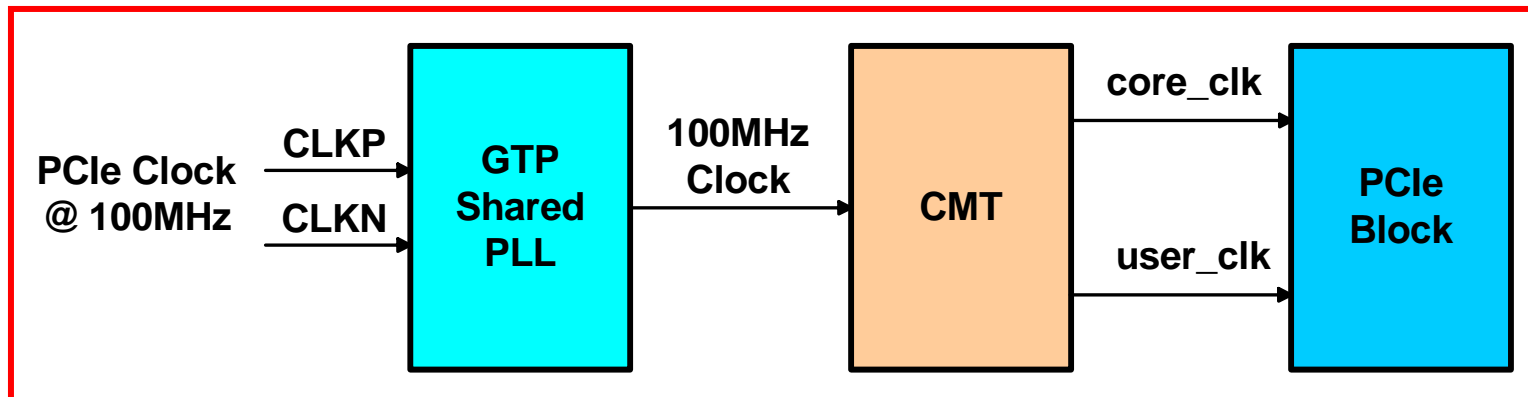 PCIe Clock
@ 100MHz
CLKP
CLKN
GTP
Shared
PLL
100MHz
Clock
CMT
core_clk
user_clk
PCIe
Block